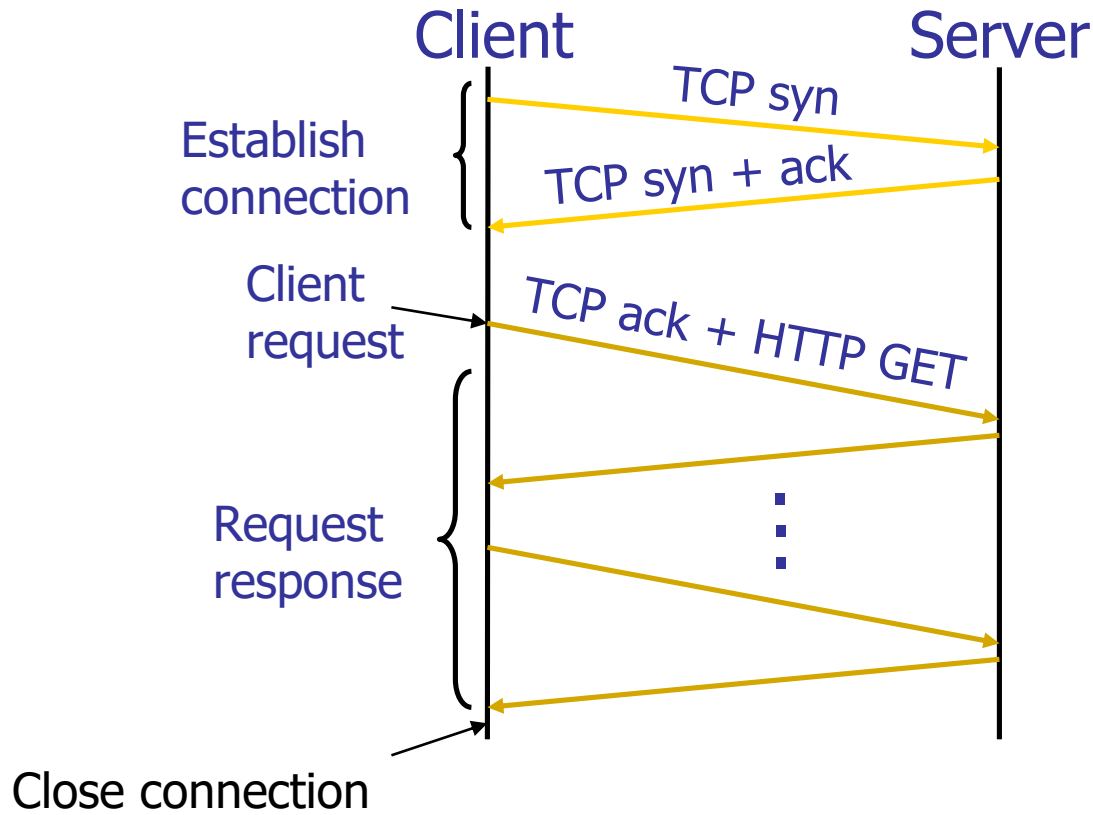 Client
Server
TCP syn
Establish
connection
TCP syn + ack
Client
request
TCP ack + HTTP GET
Request
response
Close connection